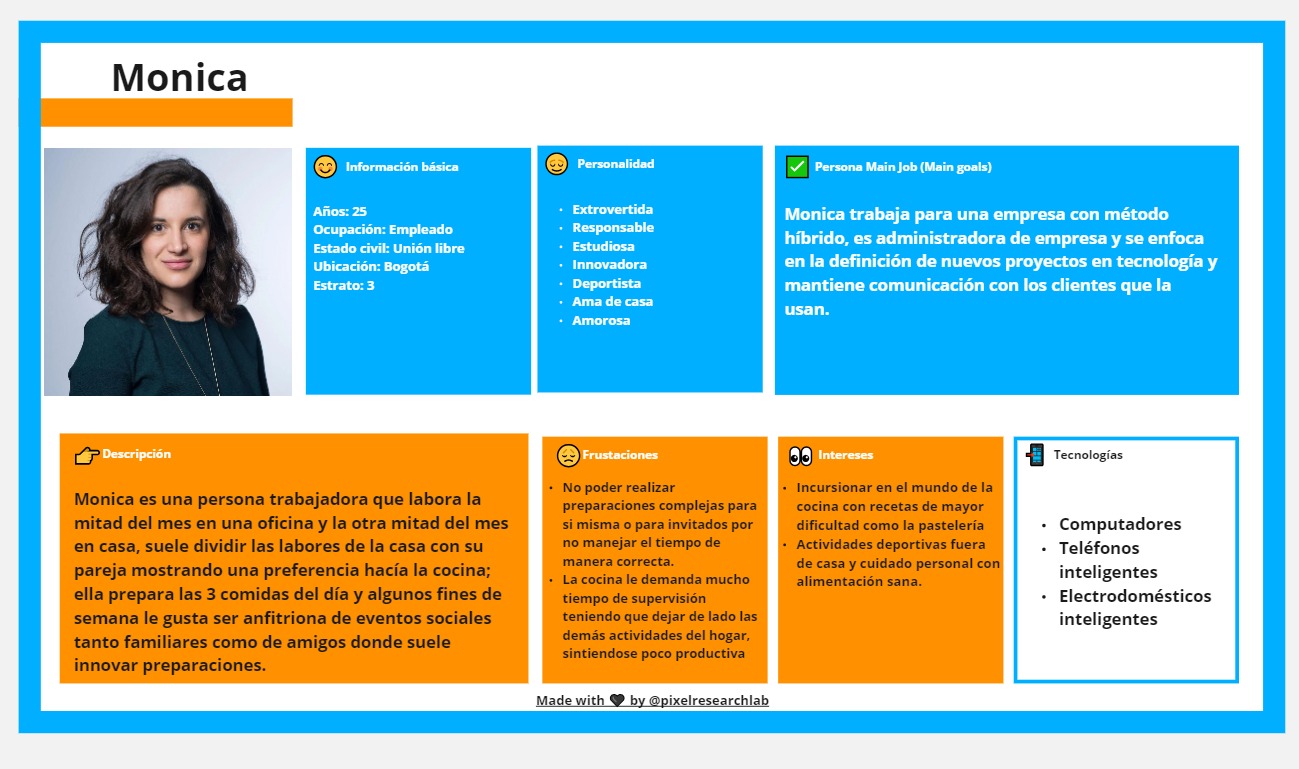 Monica
Información básica
Años: 25
Ocupación: Empleado
Estado civil: Unión libre
Ubicación: Bogotá
Estrato: 3
Personalidad
• Extrovertida
• Responsable
• Estudiosa
• Innovadora
• Deportista
• Ama de casa
• Amorosa
Persona Main Job (Main goals)
Monica trabaja para una empresa con método
híbrido, es administradora de empresa y se enfoca
en la definición de nuevos proyectos en tecnología y
mantiene comunicación con los clientes que la
usan.
Descripción
Monica es una persona trabajadora que labora la
mitad del mes en una oficina y la otra mitad del mes
en casa, suele dividir las labores de la casa con su
pareja mostrando una preferencia hacía la cocina;
ella prepara las 3 comidas del día y algunos fines de
semana le gusta ser anfitriona de eventos sociales
tanto familiares como de amigos donde suele
innovar preparaciones.
Frustaciones
• No poder realizar
preparaciones complejas para
si misma o para invitados por
no manejar el tiempo de
manera correcta.
• La cocina le demanda mucho
tiempo de supervisión
teniendo que dejar de lado las
demás actividades del hogar,
sintiendose poco productiva
Intereses
• Incursionar en el mundo de la
cocina con recetas de mayor
dificultad como la pastelería
• Actividades deportivas fuera
de casa y cuidado personal con
alimentación sana.
Tecnologías
• Computadores
• Teléfonos
inteligentes
• Electrodomésticos
inteligentes
Made with 🖤 by @pixelresearchlab